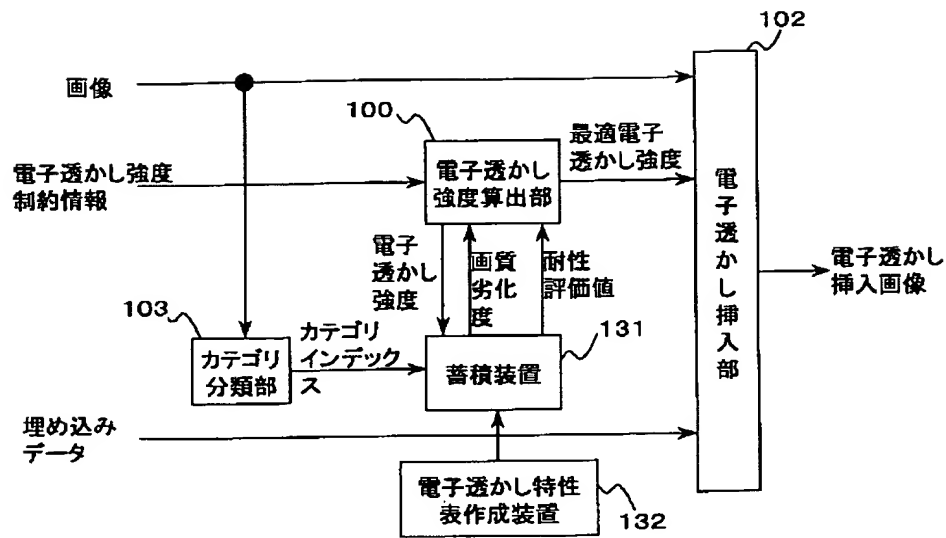 102
画像
100
最適電子
透かし強度
電子透かし強度
制約情報
電子透かし
強度算出部
電子
透かし
強度
画質
劣化
度
耐性
評価値
電子透かし挿入部
電子透かし
挿入画像
103
カテゴリ
分類部
カテゴリ
インデック
ス
131
蓄積装置
埋め込み
データ
電子透かし特性
表作成装置
132